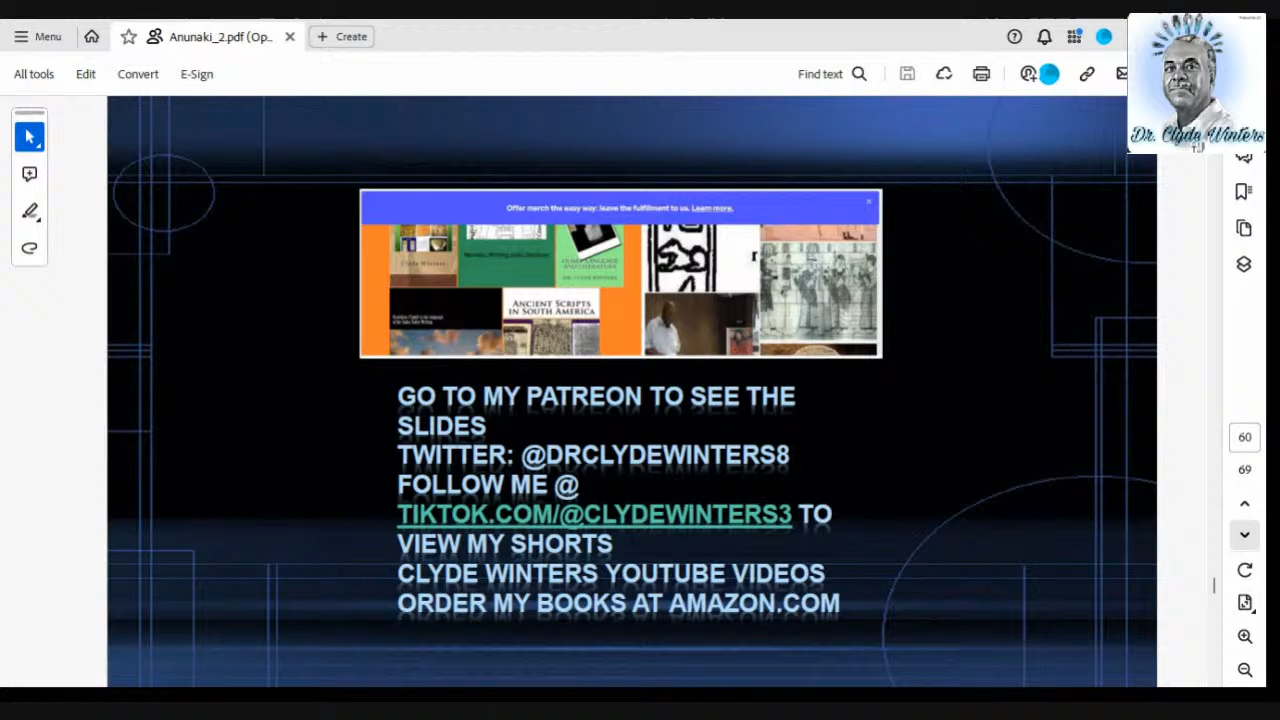 Menu
Anunaki_2.pdf (Op...
Create
All tools
Edit
Convert
E-Sign
Find text
Dr. Clyde Winters
Offer merch the easy way: leave the fulfillment to us. Learn more.
Clyde Winters
ANCIENT SCRIPTS
IN SOUTH AMERICA
GO TO MY PATREON TO SEE THE
SLIDES
TWITTER: @DRCLYDEWINTERS8
FOLLOW ME @
TIKTOK.COM/@CLYDEWINTERS3 TO
VIEW MY SHORTS
CLYDE WINTERS YOUTUBE VIDEOS
ORDER MY BOOKS AT AMAZON.COM
60
69